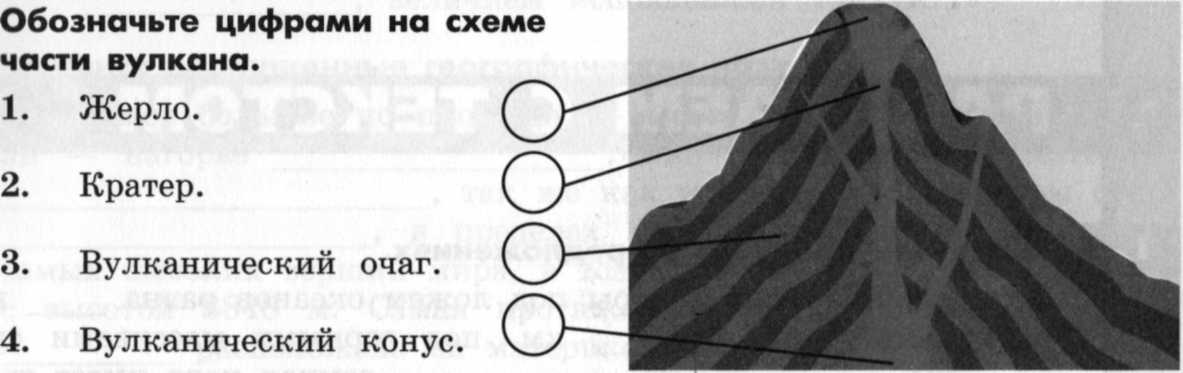 Обозначьте цифрами на схеме
части вулкана.
1. Жерло.
2. Кратер.
3. Вулканический очаг.
4. Вулканический конус.